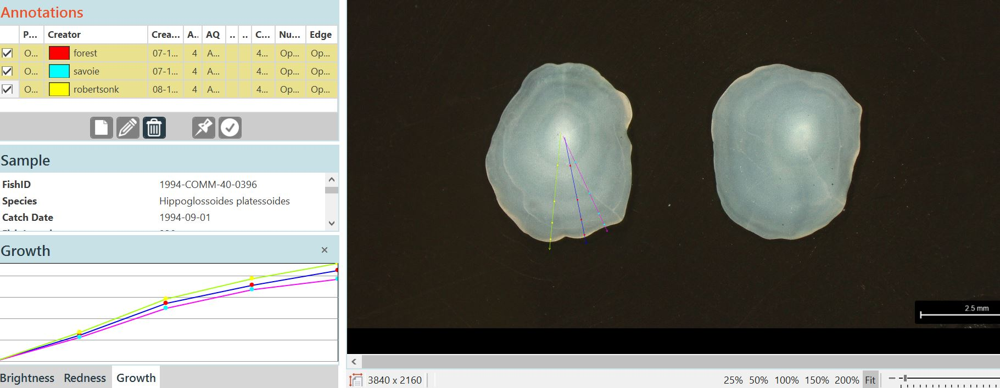 Annotations
P... Creator Crea... A.. AQ .. .. C... Nu... Edge
O... forest 07-1... 4 A... 4... Op... Op...
O... savoie 07-1... 4 A... 4... Op... Op...
O... robertsonk 08-1... 4 A... 4... Op... Op...
Sample
FishID 1994-COMM-40-0396
Species Hippoglossoides platessoides
Catch Date 1994-09-01
Growth ×
Brightness Redness Growth
2.5 mm
3840 x 2160 25% 50% 100% 150% 200% Fit